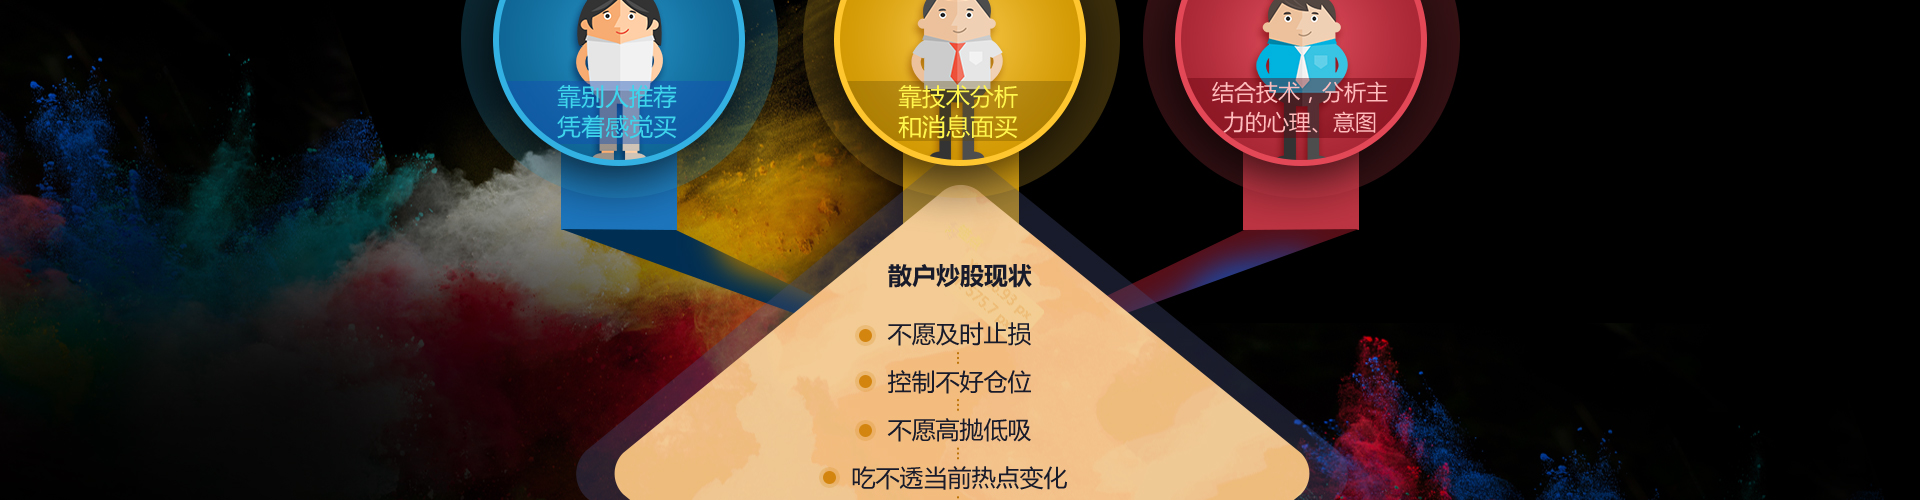 靠别人推荐
凭着感觉买
靠技术分析
和消息面买
结合技术，分析主
力的心理、意图
散户炒股现状
不愿及时止损
控制不好仓位
不愿高抛低吸
吃不透当前热点变化